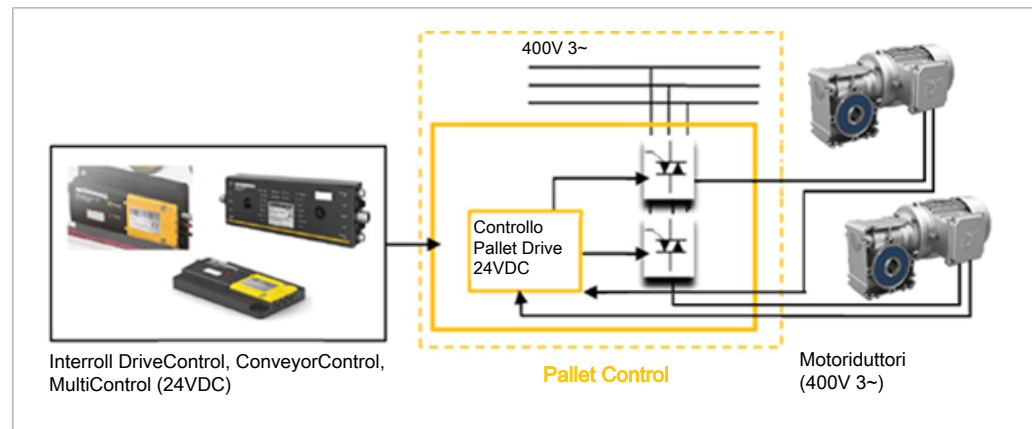 400V 3~
Controllo
Pallet Drive
24VDC
Interroll DriveControl, ConveyorControl,
MultiControl (24VDC)
Pallet Control
Motoriduttori
(400V 3~)